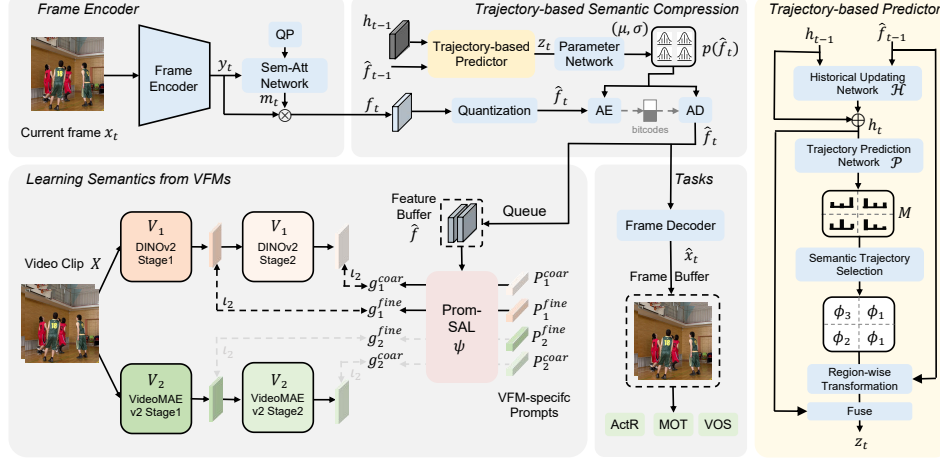 Frame Encoder
QP
Frame
Encoder
y_t
Sem-Att
Network
m_t
⊗
Current frame x_t
Trajectory-based Semantic Compression
h_{t-1}
f̂_{t-1}
Trajectory-based
Predictor
z_t
Parameter
Network
(μ, σ)
p(f̂_t)
f_t
Quantization
f̂_t
AE
bitcodes
AD
f̂_t
Learning Semantics from VFMs
Video Clip X
V_1
DINOv2
Stage1
V_1
DINOv2
Stage2
Feature
Buffer
f̂
Queue
l_2
l_2
g_1^{coar}
g_1^{fine}
g_2^{fine}
g_2^{coar}
l_2
l_2
Prom-
SAL
ψ
P_1^{coar}
P_1^{fine}
P_2^{fine}
P_2^{coar}
V_2
VideoMAE
v2 Stage1
V_2
VideoMAE
v2 Stage2
VFM-specifc
Prompts
Tasks
Frame Decoder
x̂_t
Frame Buffer
ActR
MOT
VOS
Trajectory-based Predictor
h_{t-1}
f̂_{t-1}
Historical Updating
Network ℋ
⊕
h_t
Trajectory Prediction
Network 𝒫
M
Semantic Trajectory
Selection
ϕ_3 ϕ_1
ϕ_2 ϕ_1
Region-wise
Transformation
Fuse
z_t